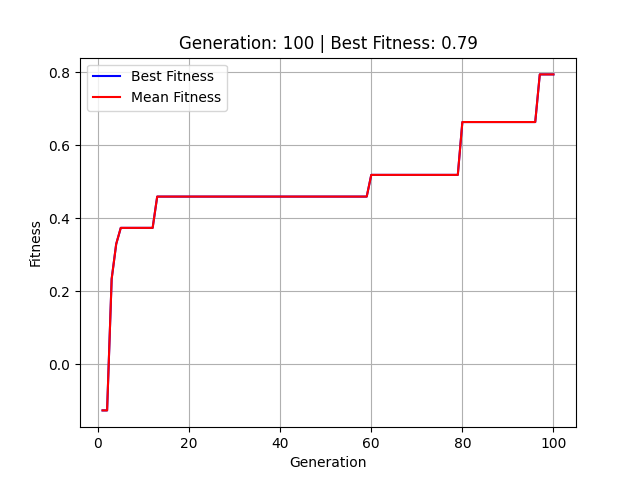 Generation: 100 | Best Fitness: 0.79
Best Fitness
Mean Fitness
0.8
0.6
0.4
0.2
0.0
Fitness
0 20 40 60 80 100
Generation